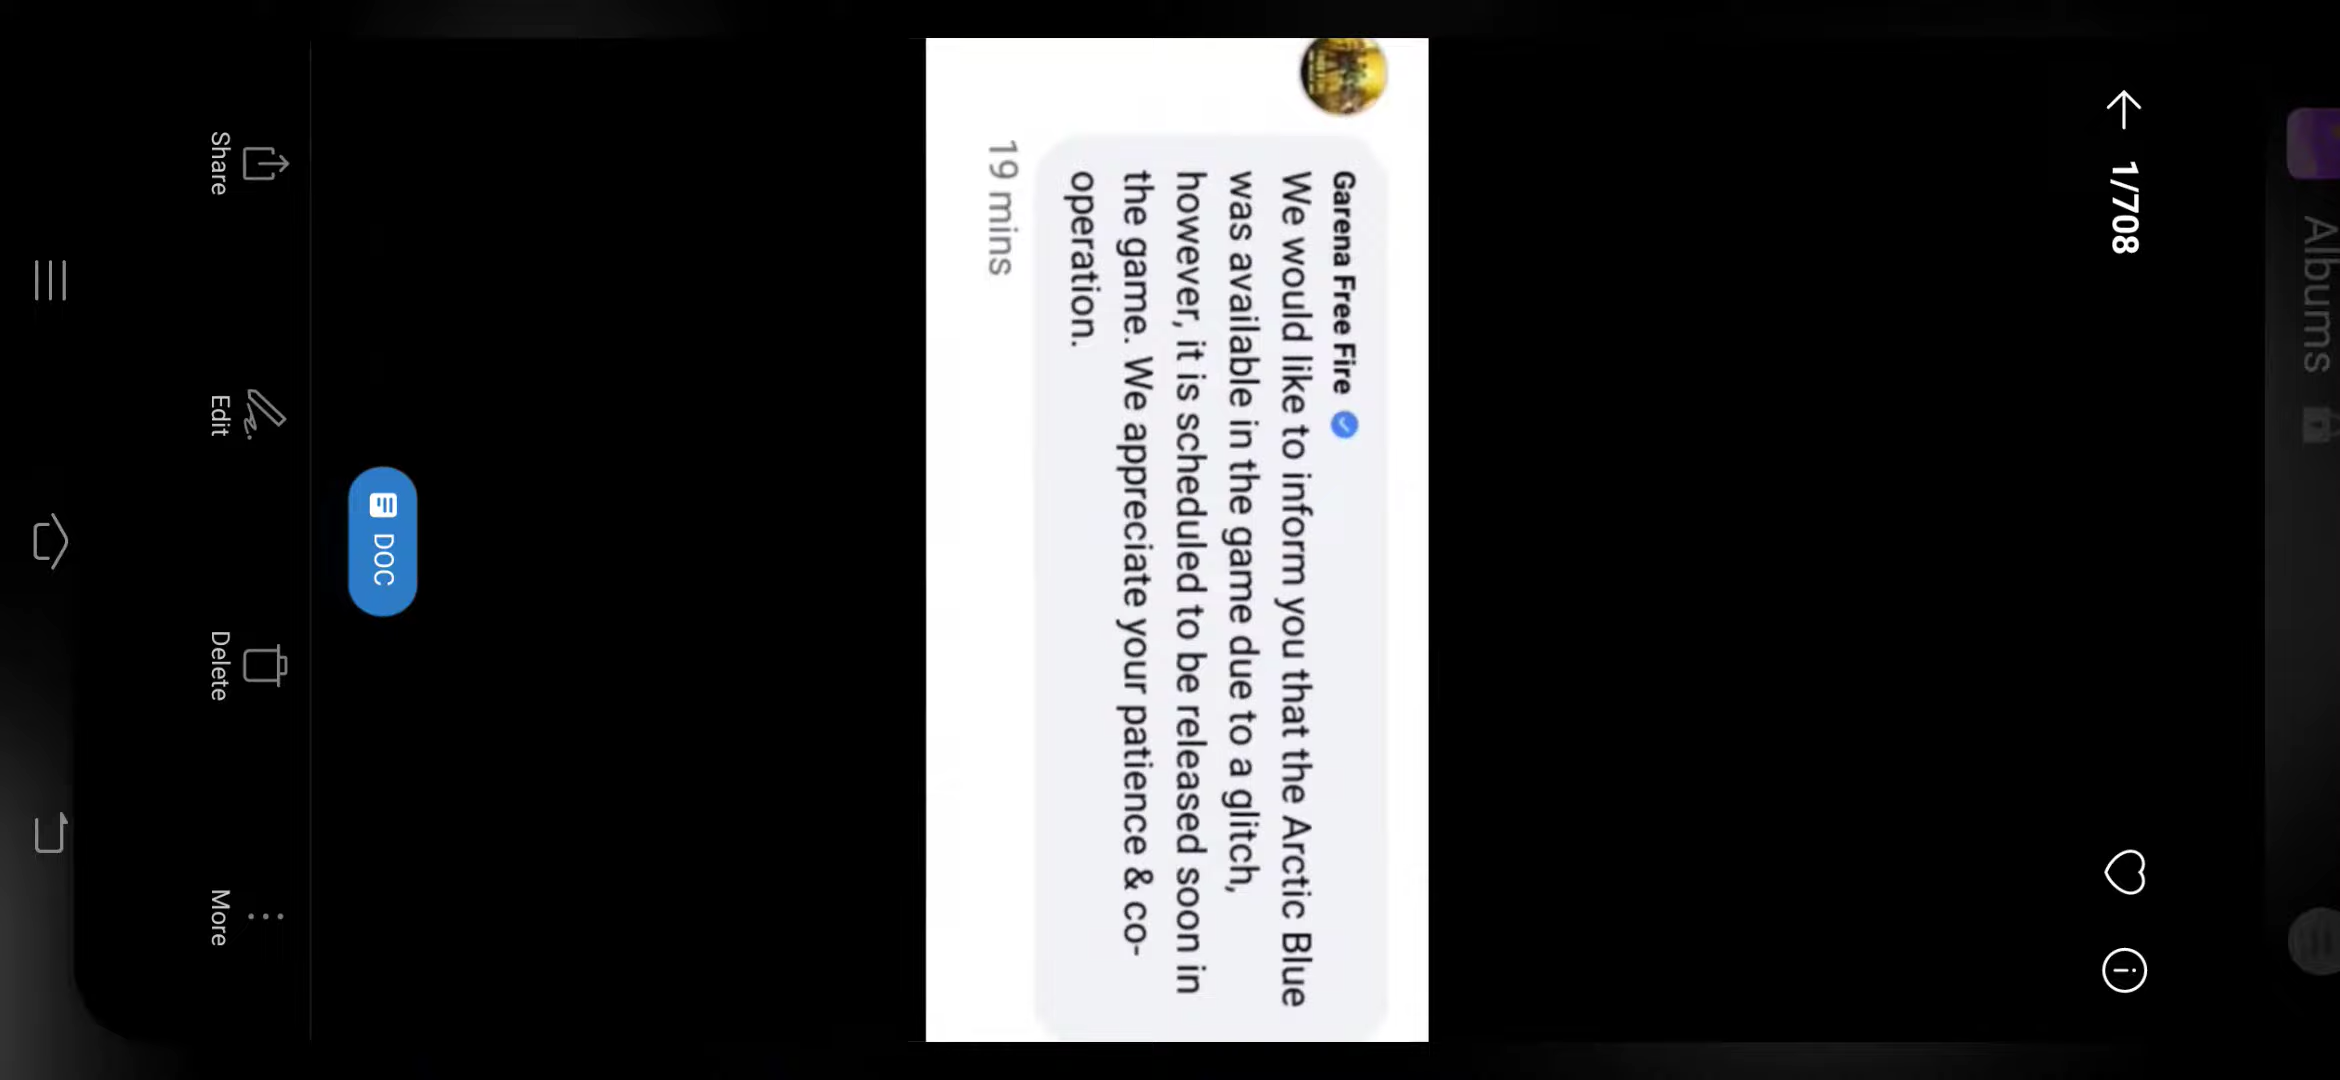 Albums
1/708
Garena Free Fire
We would like to inform you that the Arctic Blue
was available in the game due to a glitch,
however, it is scheduled to be released soon in
the game. We appreciate your patience & co-
operation.
19 mins
DOC
Share
Edit
Delete
More